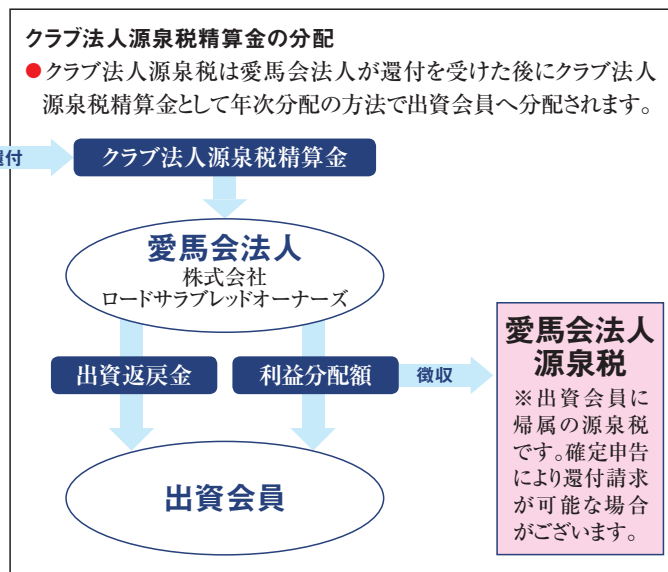 クラブ法人源泉税精算金の分配
●クラブ法人源泉税は愛馬会法人が還付を受けた後にクラブ法人
源泉税精算金として年次分配の方法で出資会員へ分配されます。
還付
クラブ法人源泉税精算金
愛馬会法人
株式会社
ロードサラブレッドオーナーズ
出資返戻金
利益分配額
徴収
愛馬会法人
源泉税
※出資会員に
帰属の源泉税
です。確定申告
により還付請求
が可能な場合
がございます。
出資会員